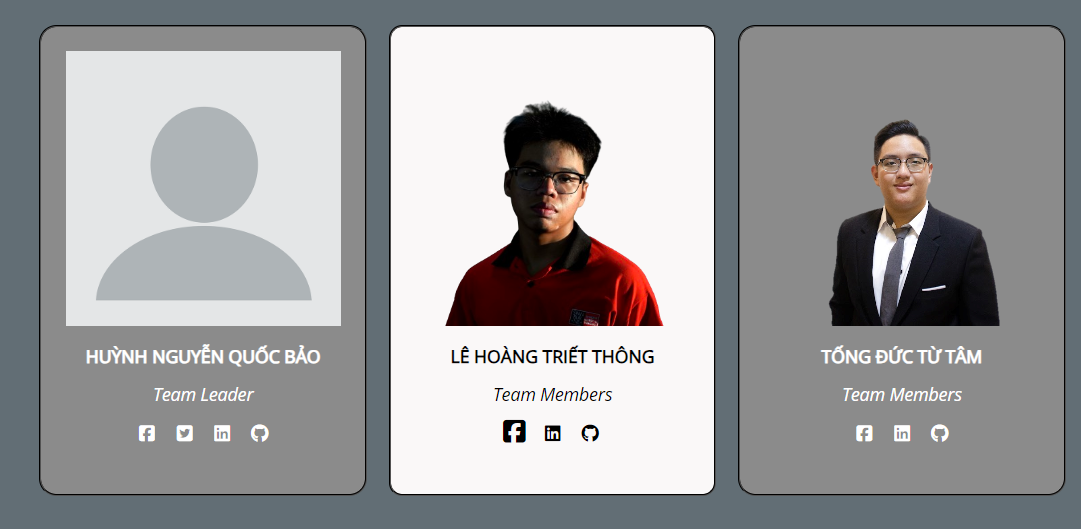 HUỲNH NGUYỄN QUỐC BẢO
Team Leader
LÊ HOÀNG TRIẾT THÔNG
Team Members
TỐNG ĐỨC TỪ TÂM
Team Members